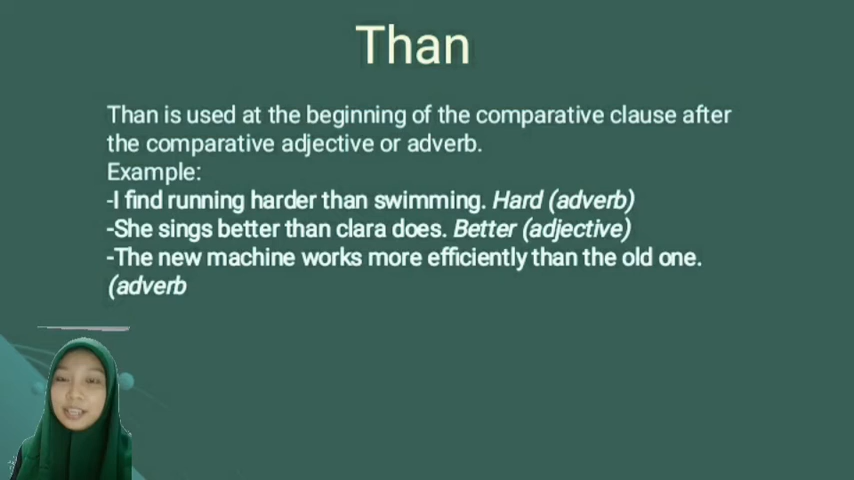 Than
Than is used at the beginning of the comparative clause after
the comparative adjective or adverb.
Example:
-I find running harder than swimming. Hard (adverb)
-She sings better than clara does. Better (adjective)
-The new machine works more efficiently than the old one.
(adverb